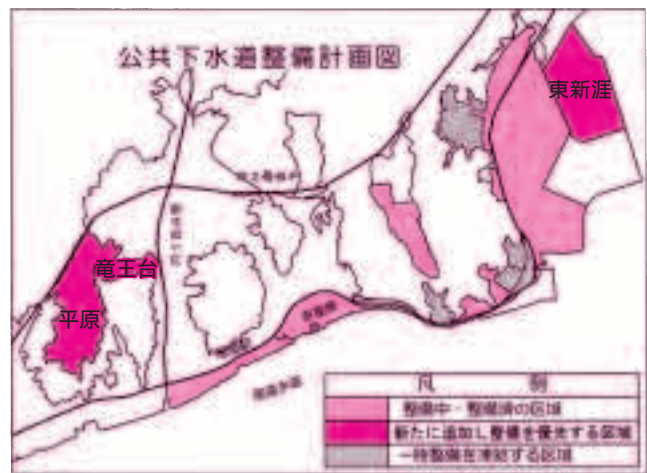 公共下水道整備計画図
東新涯
竜王台
平原
凡 例
整備中・整備済の区域
新たに追加し整備を優先する区域
一時整備を凍結する区域